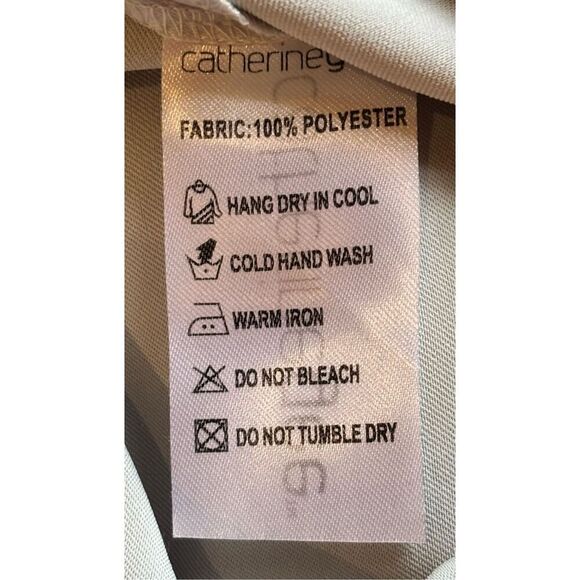 catherineg
FABRIC:100% POLYESTER
HANG DRY IN COOL
COLD HAND WASH
WARM IRON
DO NOT BLEACH
DO NOT TUMBLE DRY